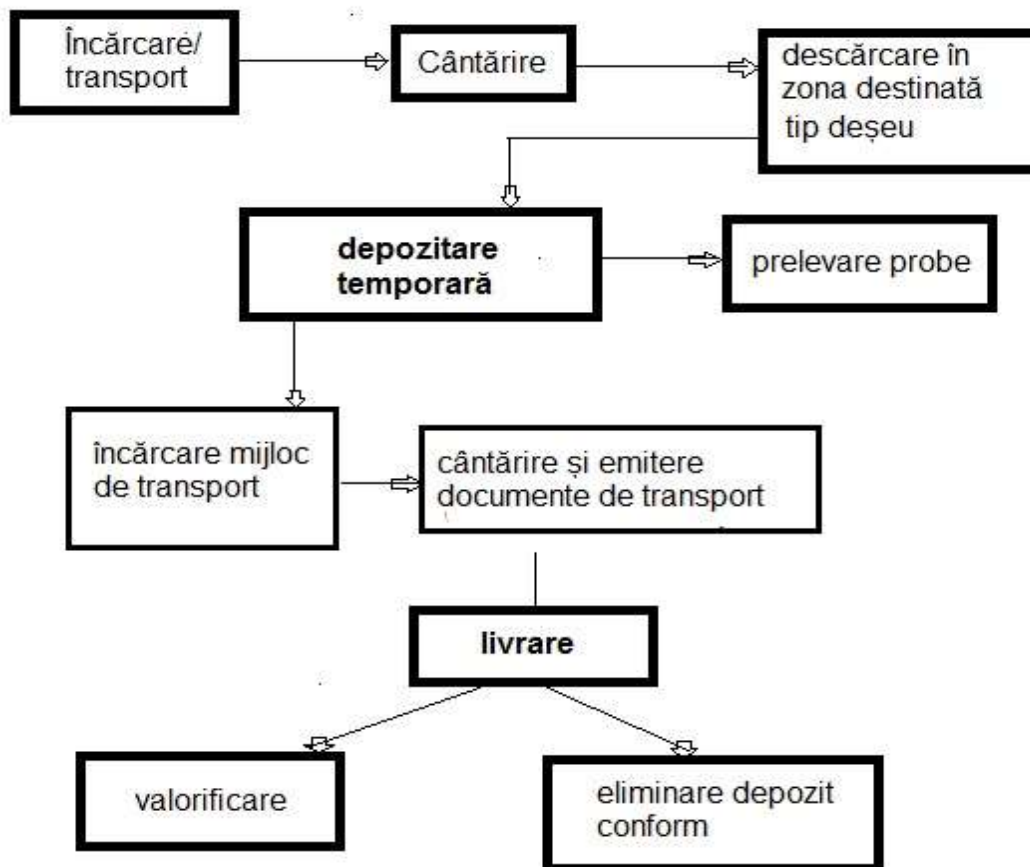 Încărcare/
transport
Cântărire
descărcare în
zona destinată
tip deșeu
depozitare
temporară
prelevare probe
încărcare mijloc
de transport
cântărire și emitere
documente de transport
livrare
valorificare
eliminare depozit
conform